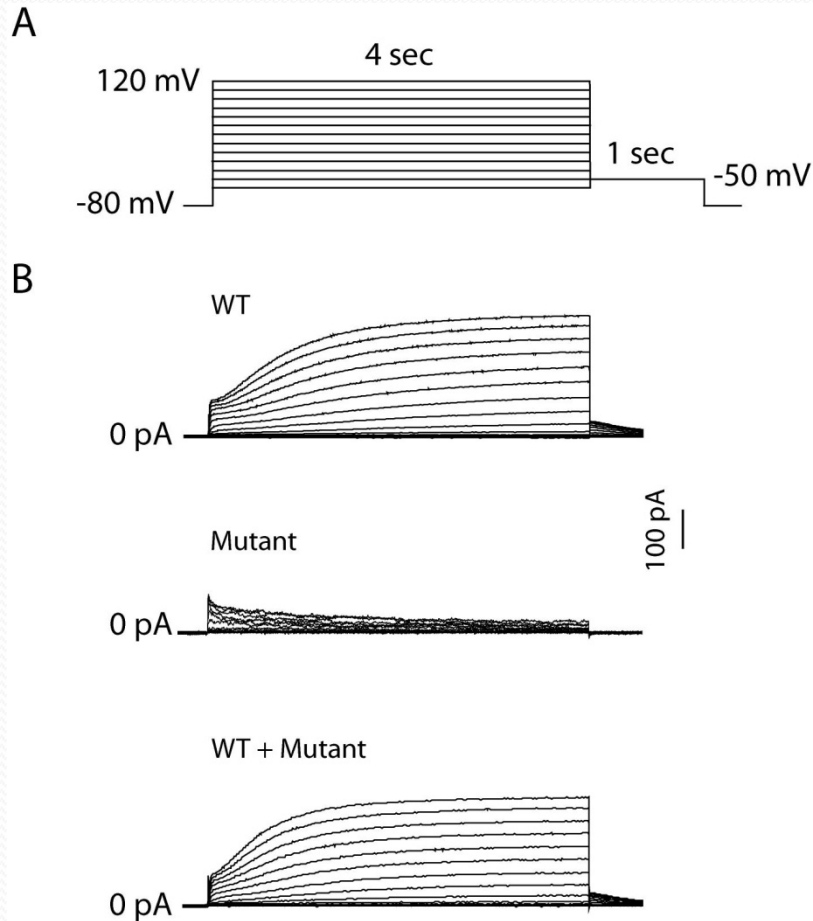 A
4 sec
120 mV
1 sec
-50 mV
-80 mV
B
WT
0 pA
100 pA
Mutant
0 pA
WT + Mutant
0 pA